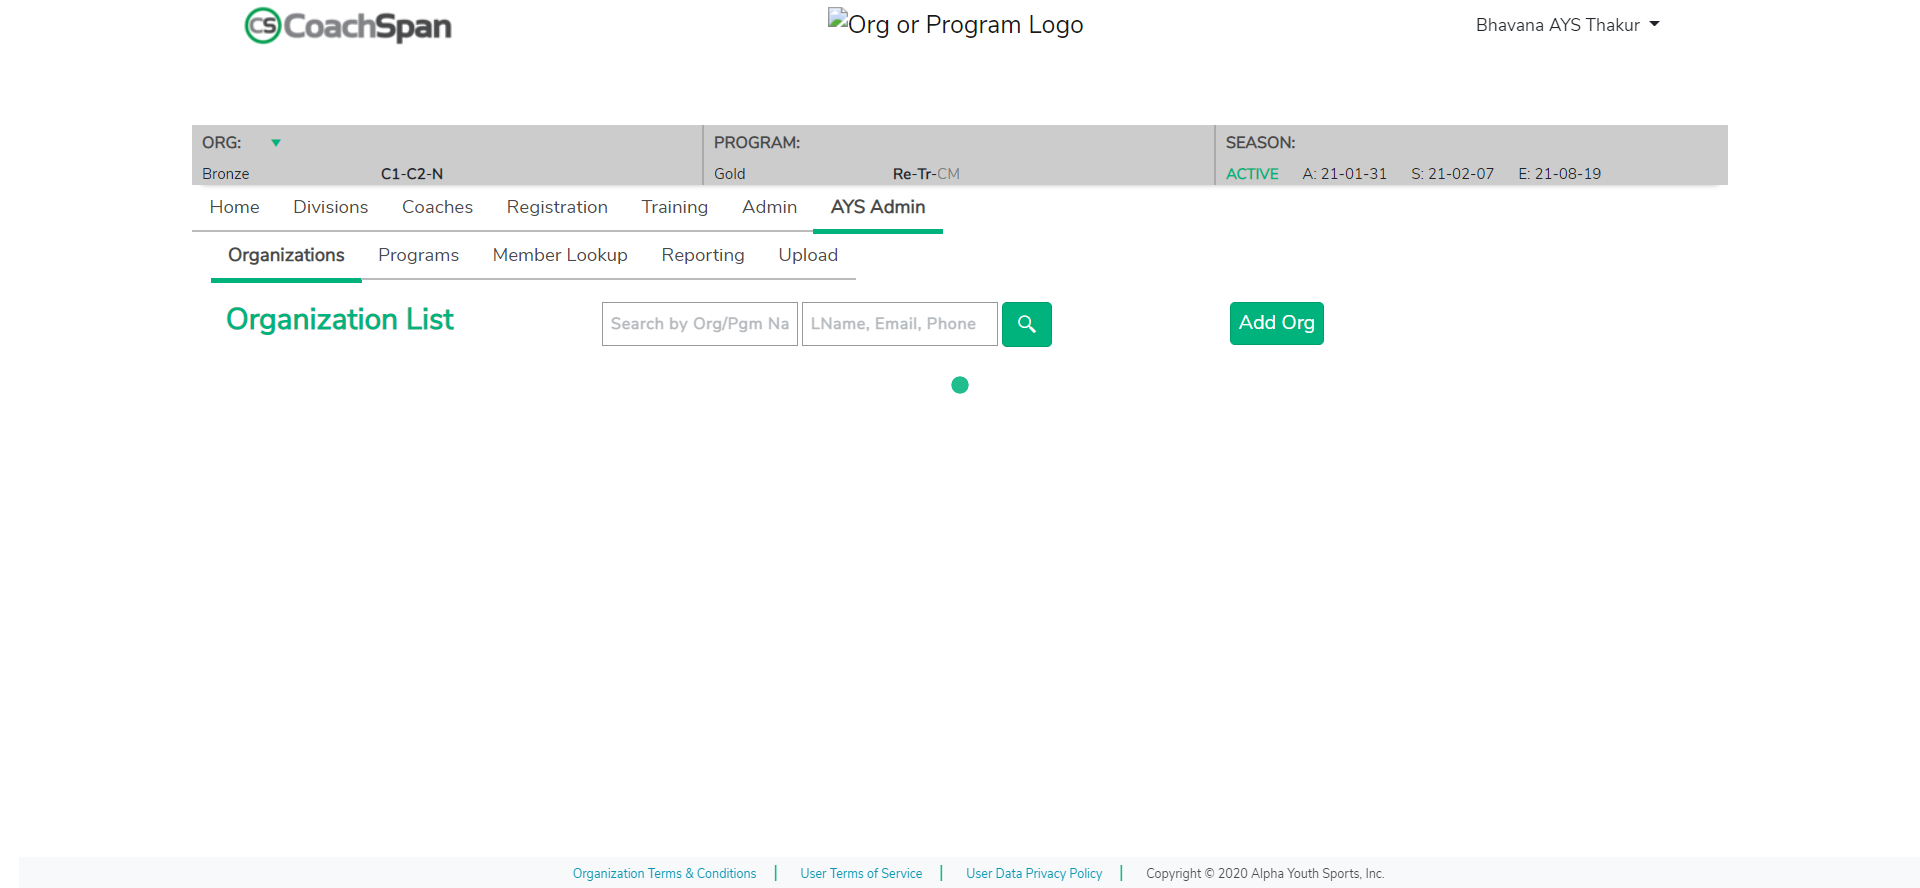 CS CoachSpan
Org or Program Logo
Bhavana AYS Thakur
ORG:
PROGRAM:
SEASON:
Bronze C1-C2-N
Gold Re-Tr-CM
ACTIVE A: 21-01-31 S: 21-02-07 E: 21-08-19
Home Divisions Coaches Registration Training Admin AYS Admin
Organizations Programs Member Lookup Reporting Upload
Organization List
Search by Org/Pgm Na
LName, Email, Phone
Add Org
Organization Terms & Conditions | User Terms of Service | User Data Privacy Policy | Copyright © 2020 Alpha Youth Sports, Inc.